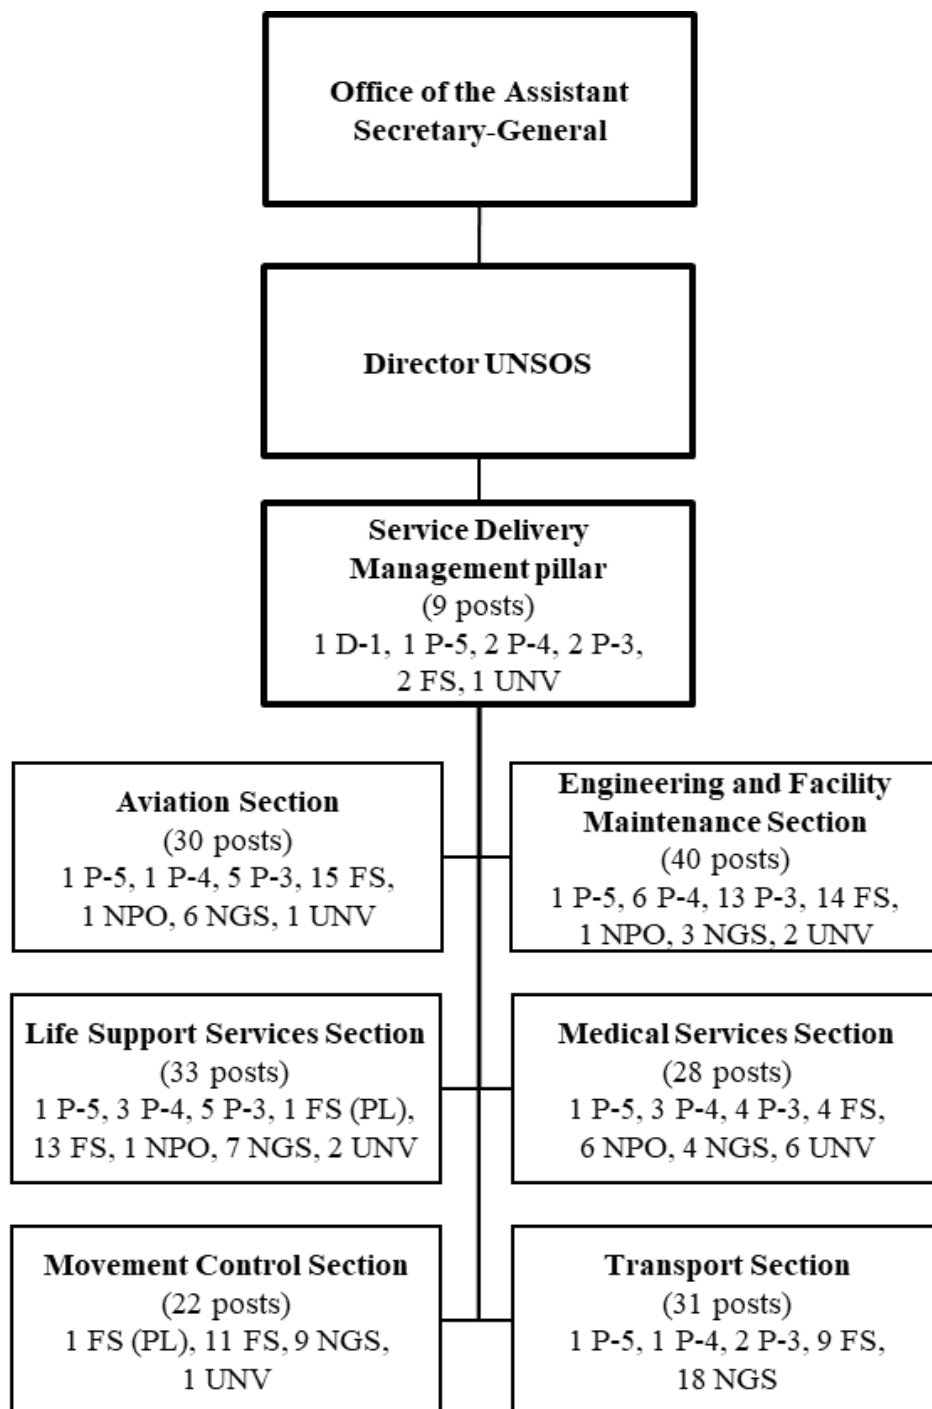 Office of the Assistant
Secretary-General
Director UNSOS
Service Delivery
Management pillar
(9 posts)
1 D-1, 1 P-5, 2 P-4, 2 P-3,
2 FS, 1 UNV
Aviation Section
(30 posts)
1 P-5, 1 P-4, 5 P-3, 15 FS,
1 NPO, 6 NGS, 1 UNV
Engineering and Facility
Maintenance Section
(40 posts)
1 P-5, 6 P-4, 13 P-3, 14 FS,
1 NPO, 3 NGS, 2 UNV
Life Support Services Section
(33 posts)
1 P-5, 3 P-4, 5 P-3, 1 FS (PL),
13 FS, 1 NPO, 7 NGS, 2 UNV
Medical Services Section
(28 posts)
1 P-5, 3 P-4, 4 P-3, 4 FS,
6 NPO, 4 NGS, 6 UNV
Movement Control Section
(22 posts)
1 FS (PL), 11 FS, 9 NGS,
1 UNV
Transport Section
(31 posts)
1 P-5, 1 P-4, 2 P-3, 9 FS,
18 NGS